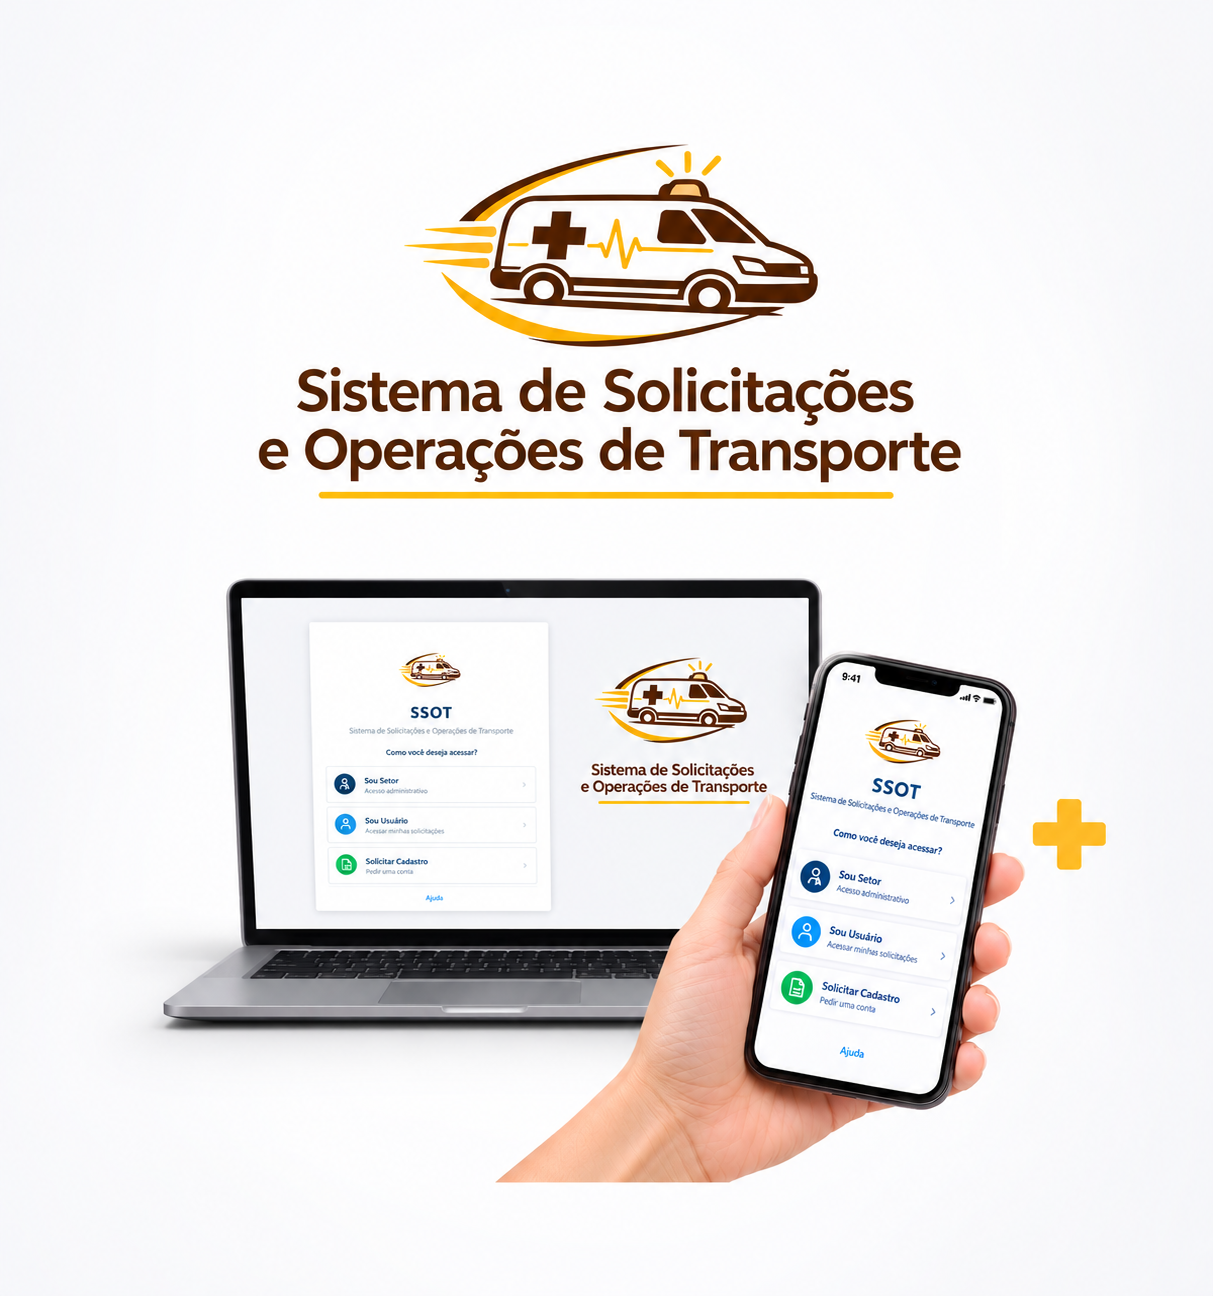 Sistema de Solicitações
e Operações de Transporte
SSOT
Sistema de Solicitações e Operações de Transporte
Como você deseja acessar?
Sou Setor
Acesso administrativo
Sou Usuário
Acessar minhas solicitações
Solicitar Cadastro
Pedir uma conta
Ajuda
Sistema de Solicitações
e Operações de Transporte
9:41
SSOT
Sistema de Solicitações e Operações de Transporte
Como você deseja acessar?
Sou Setor
Acesso administrativo
Sou Usuário
Acessar minhas solicitações
Solicitar Cadastro
Pedir uma conta
Ajuda